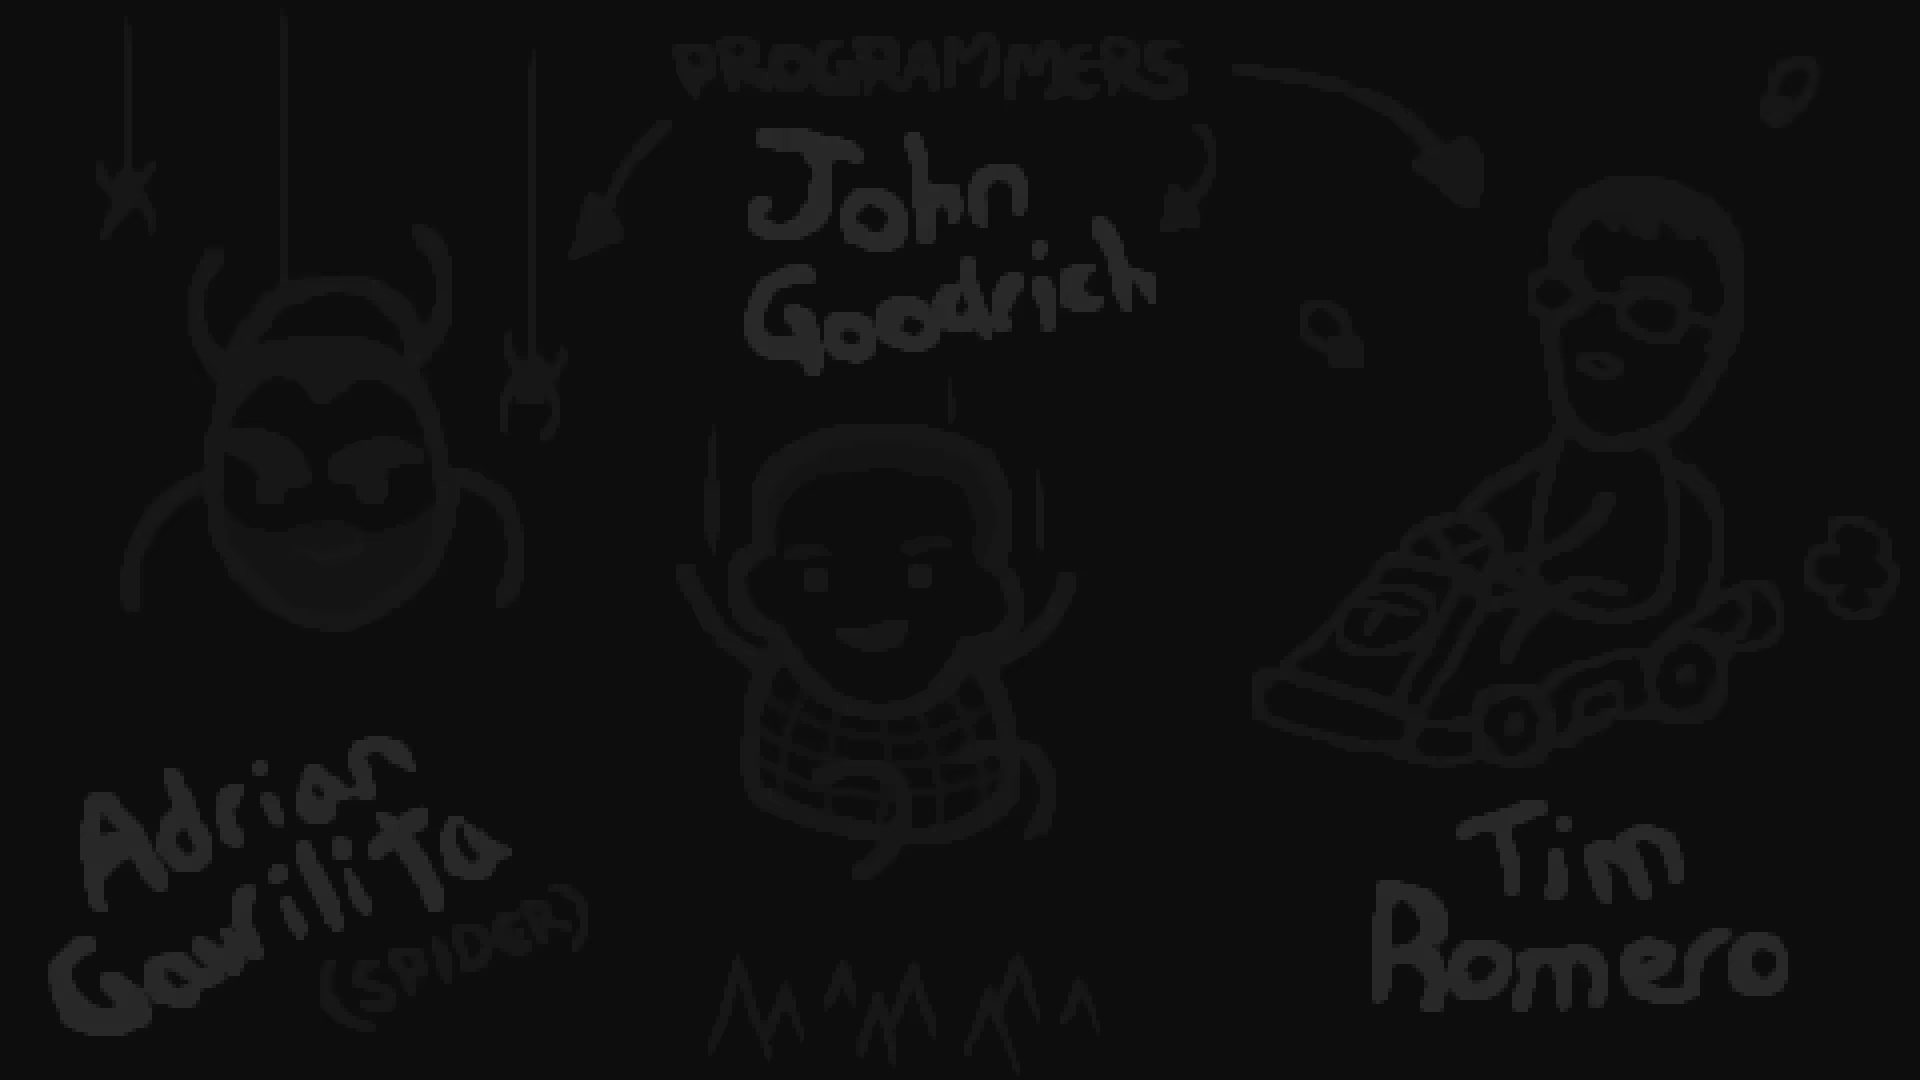 PROGRAMMERS
John
Goodrich
Adrian
Gavrilita
(SPIDER)
Tim
Romero